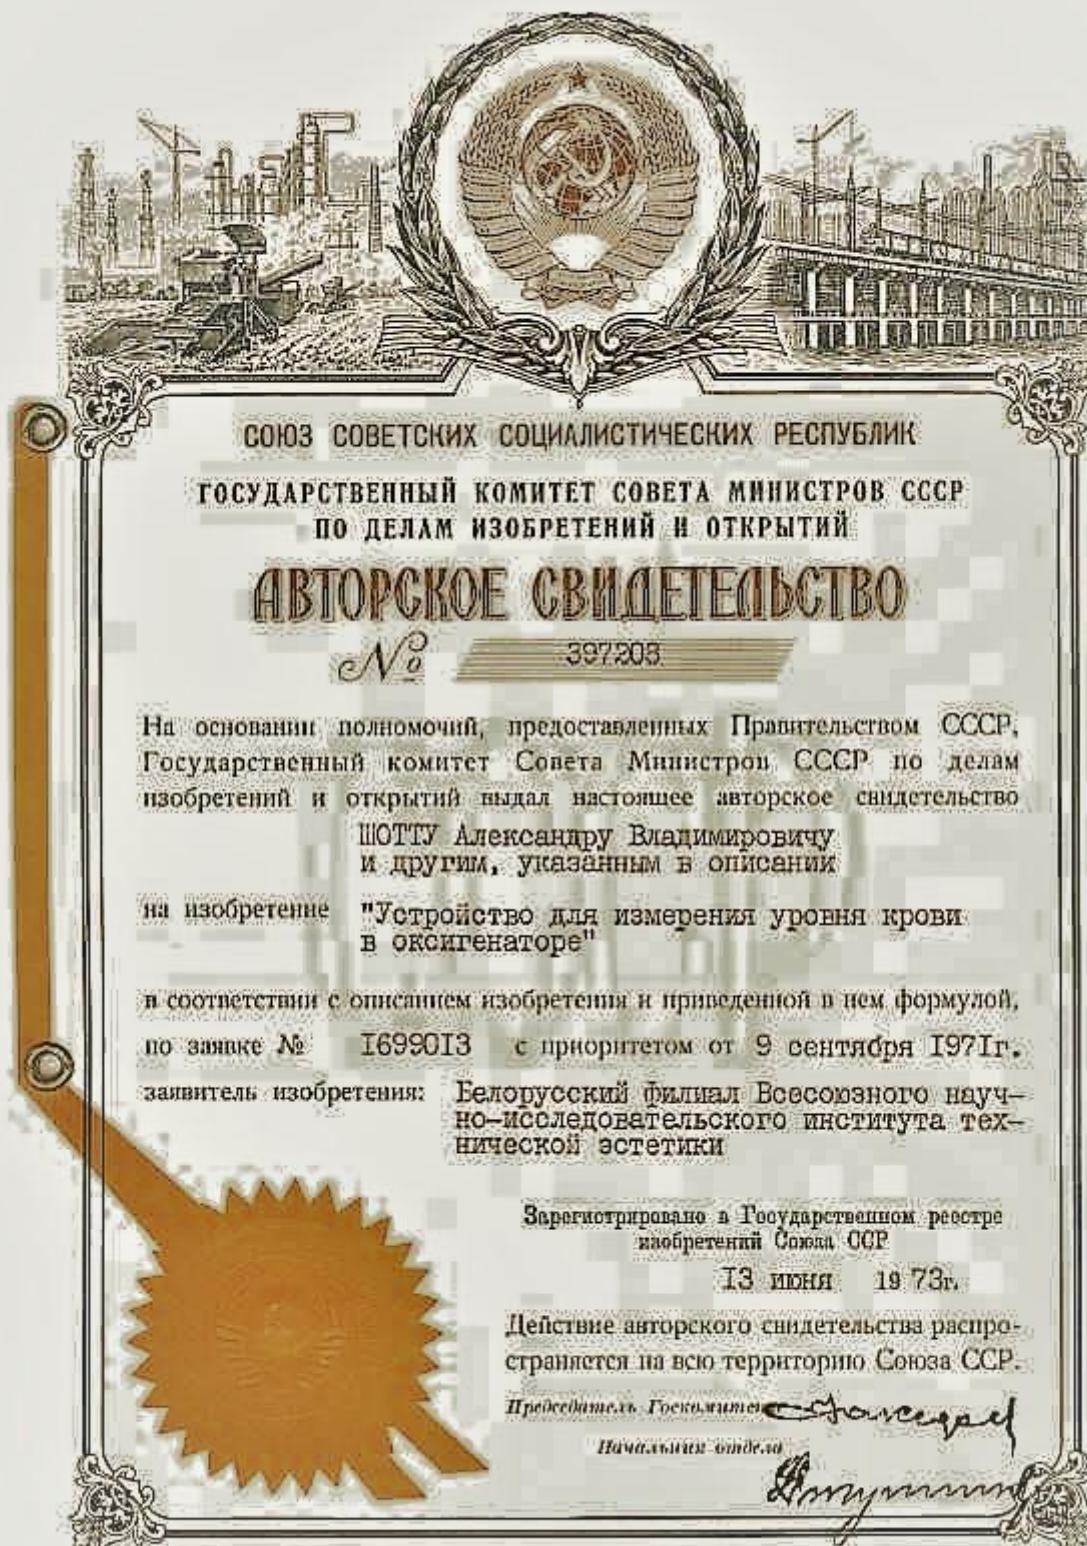 СОЮЗ СОВЕТСКИХ СОЦИАЛИСТИЧЕСКИХ РЕСПУБЛИК
ГОСУДАРСТВЕННЫЙ КОМИТЕТ СОВЕТА МИНИСТРОВ СССР
ПО ДЕЛАМ ИЗОБРЕТЕНИЙ И ОТКРЫТИЙ
АВТОРСКОЕ СВИДЕТЕЛЬСТВО
№ 397208
На основании полномочий, предоставленных Правительством СССР,
Государственный комитет Совета Министров СССР по делам
изобретений и открытий выдал настоящее авторское свидетельство
ШОТТУ Александру Владимировичу
и другим, указанным в описании
на изобретение "Устройство для измерения уровня крови
в оксигенаторе"
в соответствии с описанием изобретения и приведенной в нем формулой,
по заявке № 1699013 с приоритетом от 9 сентября 1971г.
заявитель изобретения: Белорусский филиал Всесоюзного науч-
но-исследовательского института тех-
нической эстетики
Зарегистрировано в Государственном реестре
изобретений Союза ССР
13 июня 1973г.
Действие авторского свидетельства распро-
страняется на всю территорию Союза ССР.
Председатель Госкомитета
Начальник отдела